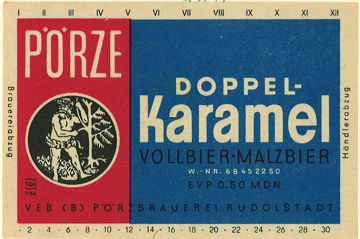 I II III IV V VI VII VIII IX X XI XII
PÖRZE
Brauereiabzug
DOPPEL-
Karamel
VOLLBIER·MALZBIER
W.-NR. 68452250
EVP 0.50 MDN
Händlerabzug
TGL
7764
VEB (B) PÖRZBRAUEREI RUDOLSTADT
· 2 · 4 · 6 · 8 · 10 · 12 · 14 · 16 · 18 · 20 · 22 · 24 · 26 · 28 · 30